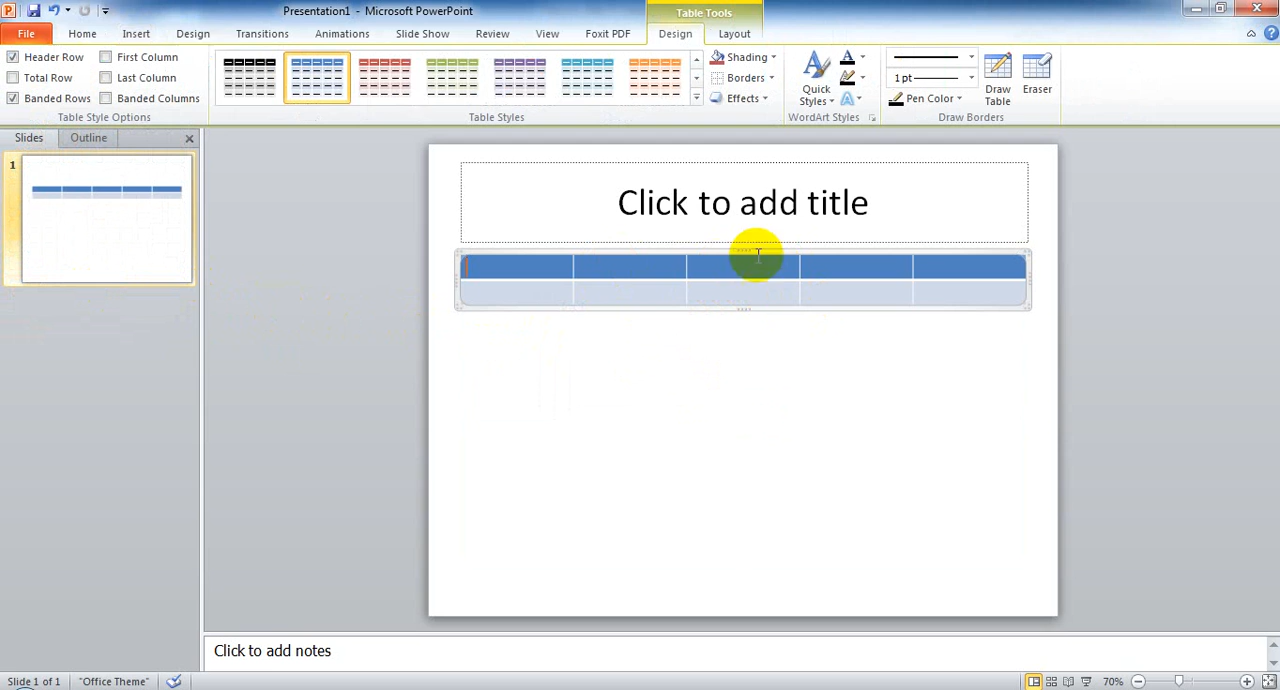 Presentation1 - Microsoft PowerPoint
Table Tools
File Home Insert Design Transitions Animations Slide Show Review View Foxit PDF Design Layout
Header Row First Column
Total Row Last Column
Banded Rows Banded Columns
Table Style Options
Table Styles
Shading
Borders
Effects
Quick Styles
WordArt Styles
1 pt
Pen Color
Draw Table
Eraser
Draw Borders
Slides Outline
1
Click to add title
Click to add notes
Slide 1 of 1 "Office Theme" 70%